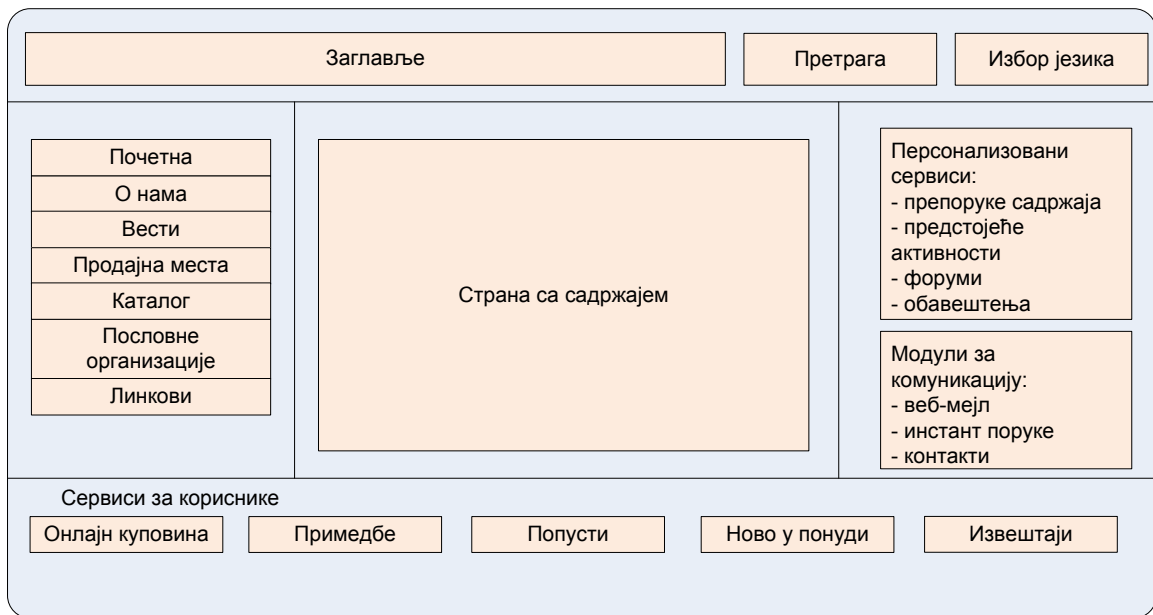 Заглавље
Претрага
Избор језика
Почетна
О нама
Вести
Продајна места
Каталог
Пословне
организације
Линкови
Страна са садржајем
Персонализовани
сервиси:
- препоруке садржаја
- предстојеће
активности
- форуми
- обавештења
Модули за
комуникацију:
- веб-мејл
- инстант поруке
- контакти
Сервиси за кориснике
Онлајн куповина
Примедбе
Попусти
Ново у понуди
Извештаји